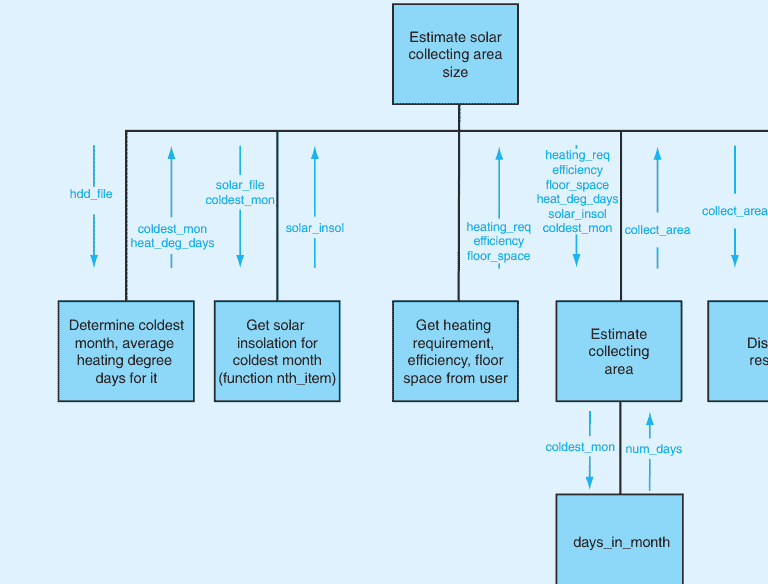 Estimate solar
collecting area
size
hdd_file
coldest_mon
heat_deg_days
solar_file
coldest_mon
solar_insol
heating_req
efficiency
floor_space
heating_req
efficiency
floor_space
heat_deg_days
solar_insol
coldest_mon
collect_area
collect_area
Determine coldest
month, average
heating degree
days for it
Get solar
insolation for
coldest month
(function nth_item)
Get heating
requirement,
efficiency, floor
space from user
Estimate
collecting
area
Dis
res
coldest_mon
num_days
days_in_month